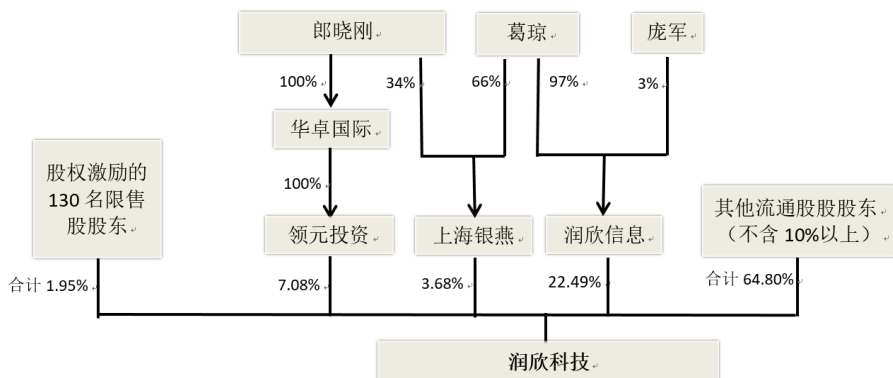 郎晓刚
葛琼
庞军
100%
34%
66%
97%
3%
华卓国际
股权激励的
130 名限售
股股东
100%
其他流通股股股东
（不含 10%以上）
领元投资
上海银燕
润欣信息
合计 1.95%
7.08%
3.68%
22.49%
合计 64.80%
润欣科技